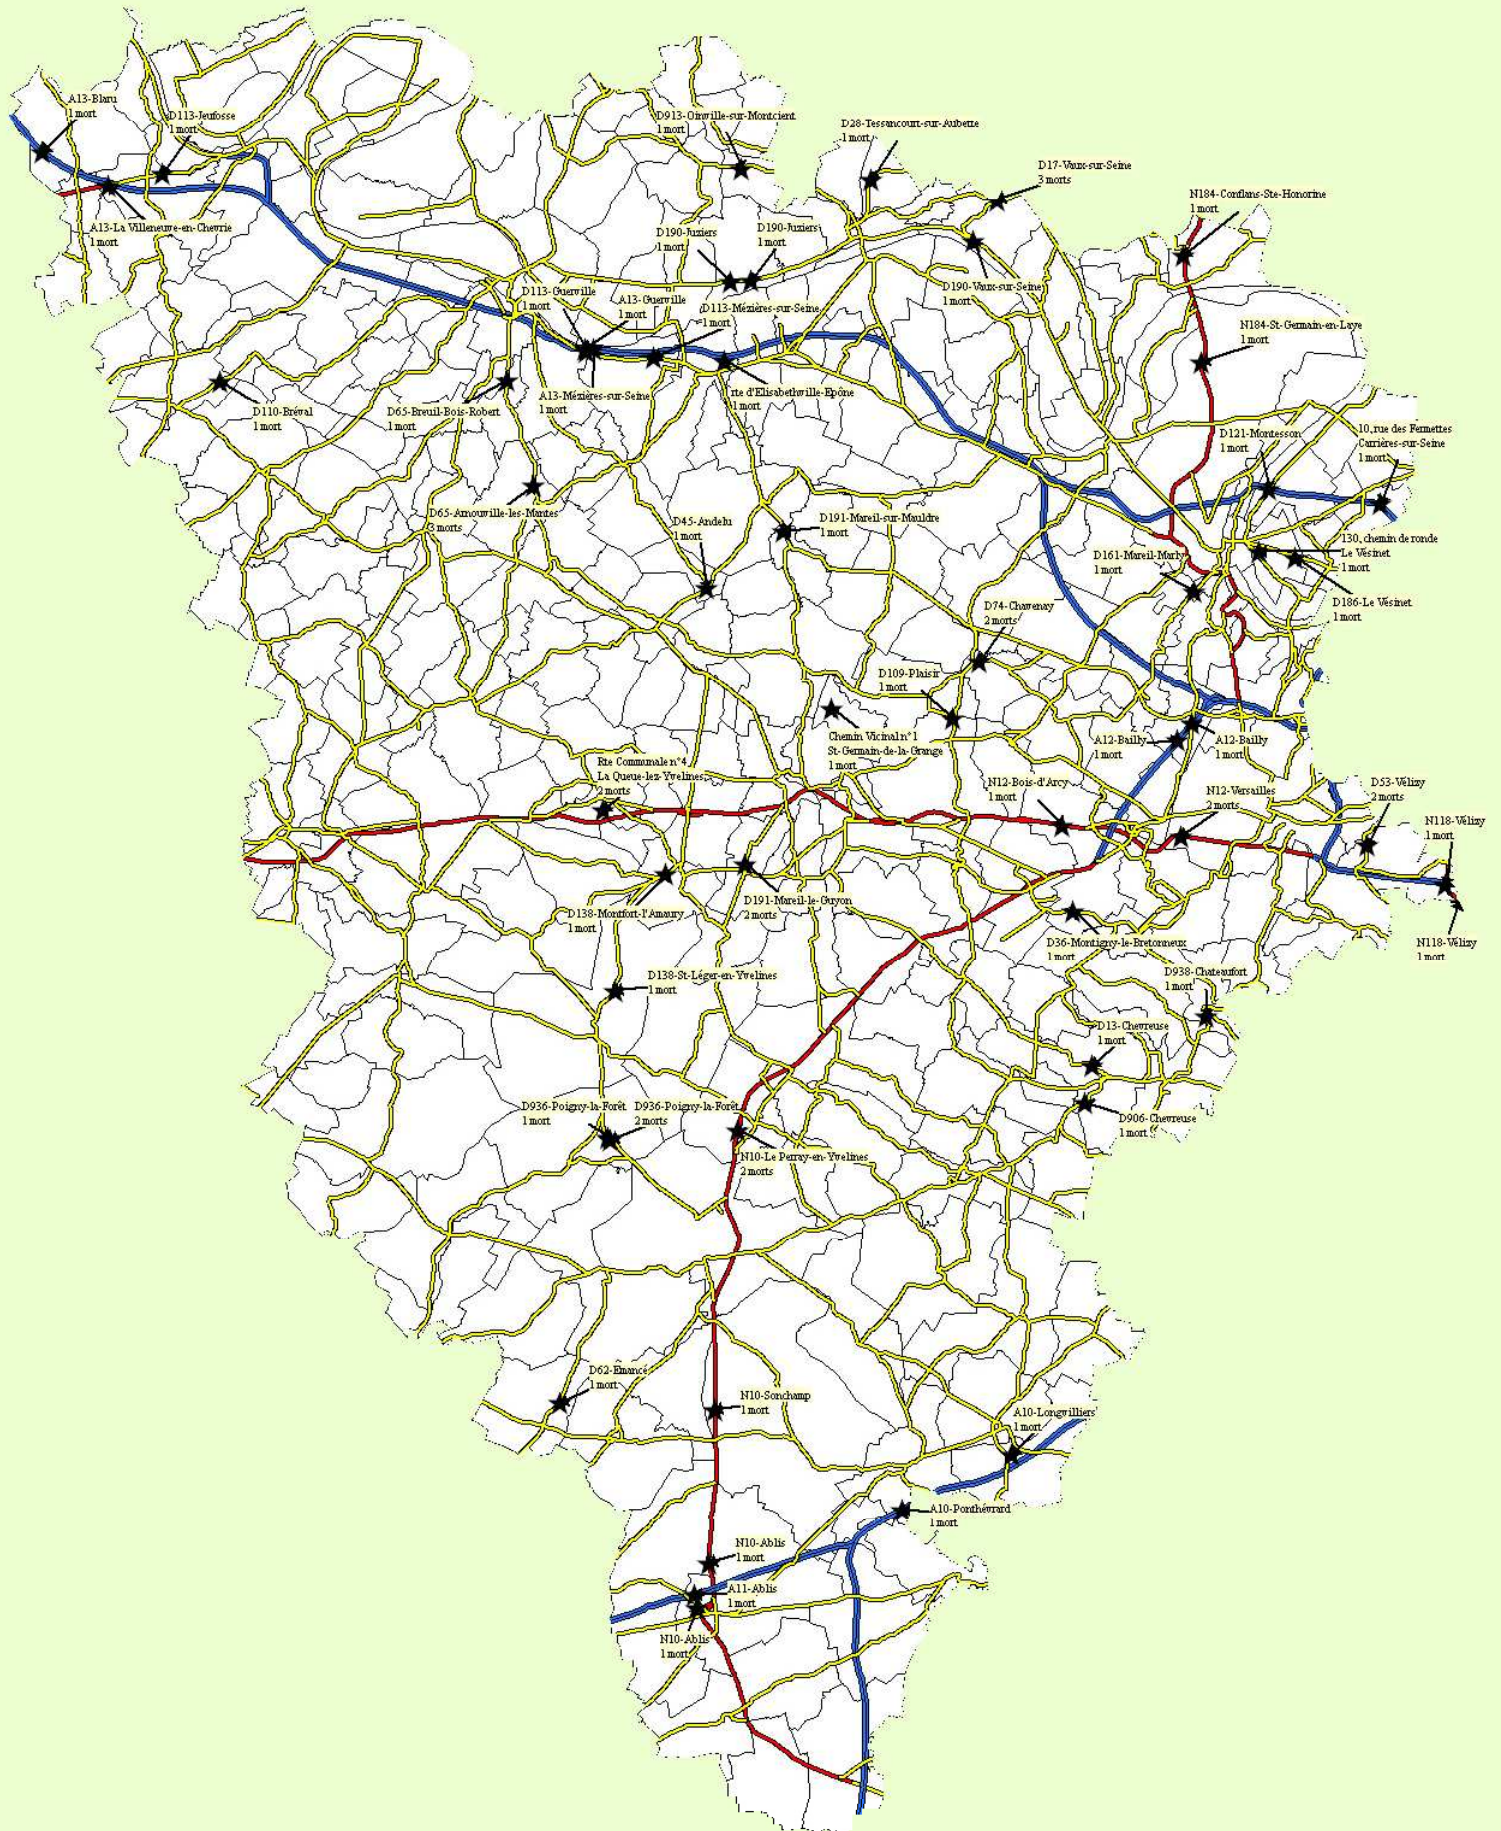 A13-Blaru
1 mort
D113-Jeufosse
1 mort
D913-Oinville-sur-Montcient
1 mort
D28-Tessancourt-sur-Aubette
1 mort
D17-Vaux-sur-Seine
3 morts
N184-Conflans-Ste-Honorine
1 mort
A13-La Villeneuve-en-Chevrie
1 mort
D190-Juziers
1 mort
D190-Juziers
1 mort
D190-Vaux-sur-Seine
1 mort
D113-Guerville
1 mort
A13-Guerville
1 mort
D113-Mézières-sur-Seine
1 mort
N184-St-Germain-en-Laye
1 mort
D110-Bréval
1 mort
D65-Breuil-Bois-Robert
1 mort
A13-Mézières-sur-Seine
1 mort
rte d'Elisabethville-Epône
1 mort
D121-Montesson
1 mort
10, rue des Fermettes
Carrières-sur-Seine
1 mort
D65-Arnouville-les-Mantes
3 morts
D45-Andelu
1 mort
D191-Mareil-sur-Mauldre
1 mort
D161-Mareil-Marly
1 mort
130, chemin de ronde
Le Vésinet
1 mort
D186-Le Vésinet
1 mort
D74-Chavenay
2 morts
D109-Plaisir
1 mort
Chemin Vicinal n°1
St-Germain-de-la-Grange
1 mort
A12-Bailly
1 mort
A12-Bailly
1 mort
Rte Communale n°4
La Queue-lez-Yvelines
2 morts
N12-Bois-d'Arcy
1 mort
N12-Versailles
2 morts
D53-Vélizy
2 morts
N118-Vélizy
1 mort
D138-Montfort-l'Amaury
1 mort
D191-Mareil-le-Guyon
2 morts
D36-Montigny-le-Bretonneux
1 mort
N118-Vélizy
1 mort
D138-St-Léger-en-Yvelines
1 mort
D938-Chateaufort
1 mort
D13-Chevreuse
1 mort
D936-Poigny-la-Forêt
1 mort
D936-Poigny-la-Forêt
2 morts
D906-Chevreuse
1 mort
N10-Le Perray-en-Yvelines
2 morts
D62-Emancé
1 mort
N10-Sonchamp
1 mort
A10-Longvilliers
1 mort
A10-Ponthévrard
1 mort
N10-Ablis
1 mort
A11-Ablis
1 mort
N10-Ablis
1 mort